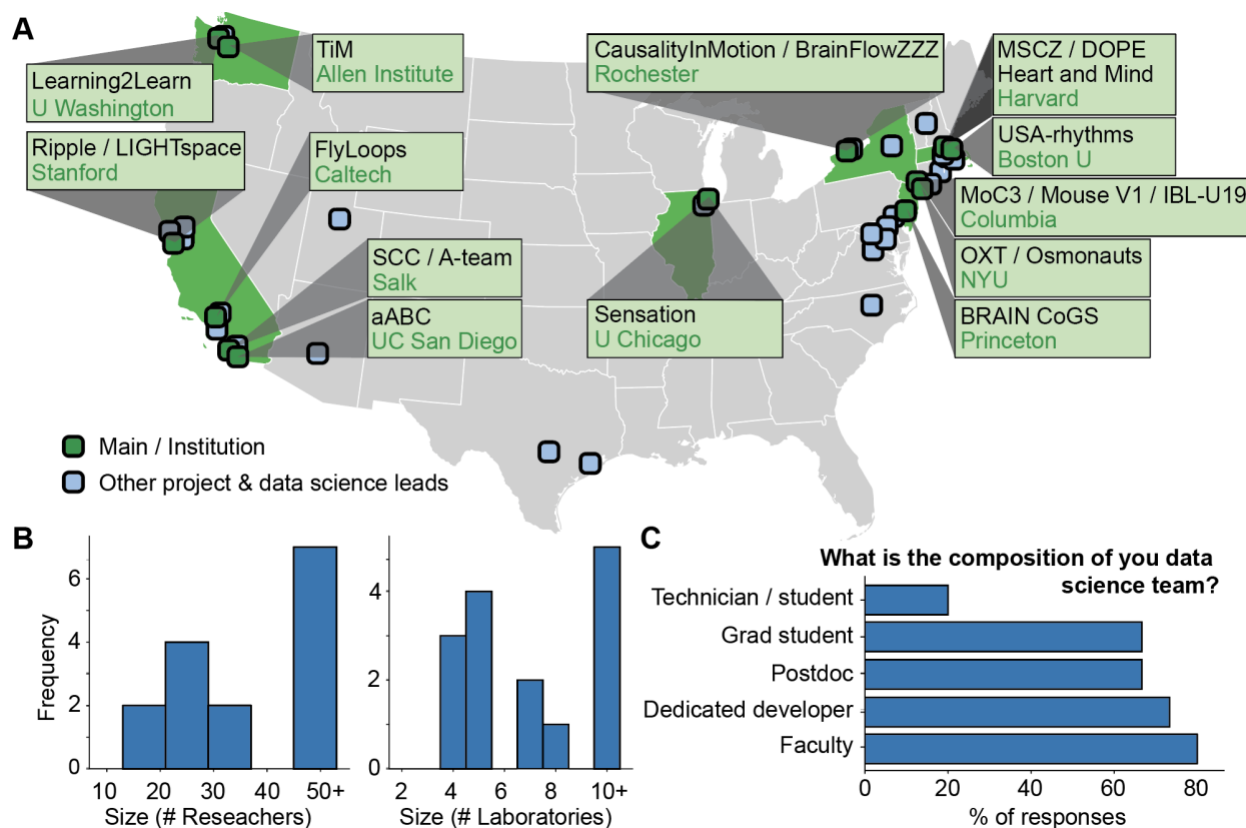 A
Learning2Learn
U Washington
TiM
Allen Institute
CausalityInMotion / BrainFlowZZZ
Rochester
MSCZ / DOPE
Heart and Mind
Harvard
Ripple / LIGHTspace
Stanford
FlyLoops
Caltech
USA-rhythms
Boston U
MoC3 / Mouse V1 / IBL-U19
Columbia
SCC / A-team
Salk
OXT / Osmonauts
NYU
aABC
UC San Diego
Sensation
U Chicago
BRAIN CoGS
Princeton
Main / Institution
Other project & data science leads
B
Frequency
6
4
2
0
10 20 30 40 50+
Size (# Reseachers)
4
2
0
2 4 6 8 10+
Size (# Laboratories)
C
What is the composition of you data
science team?
Technician / student
Grad student
Postdoc
Dedicated developer
Faculty
0 20 40 60 80
% of responses